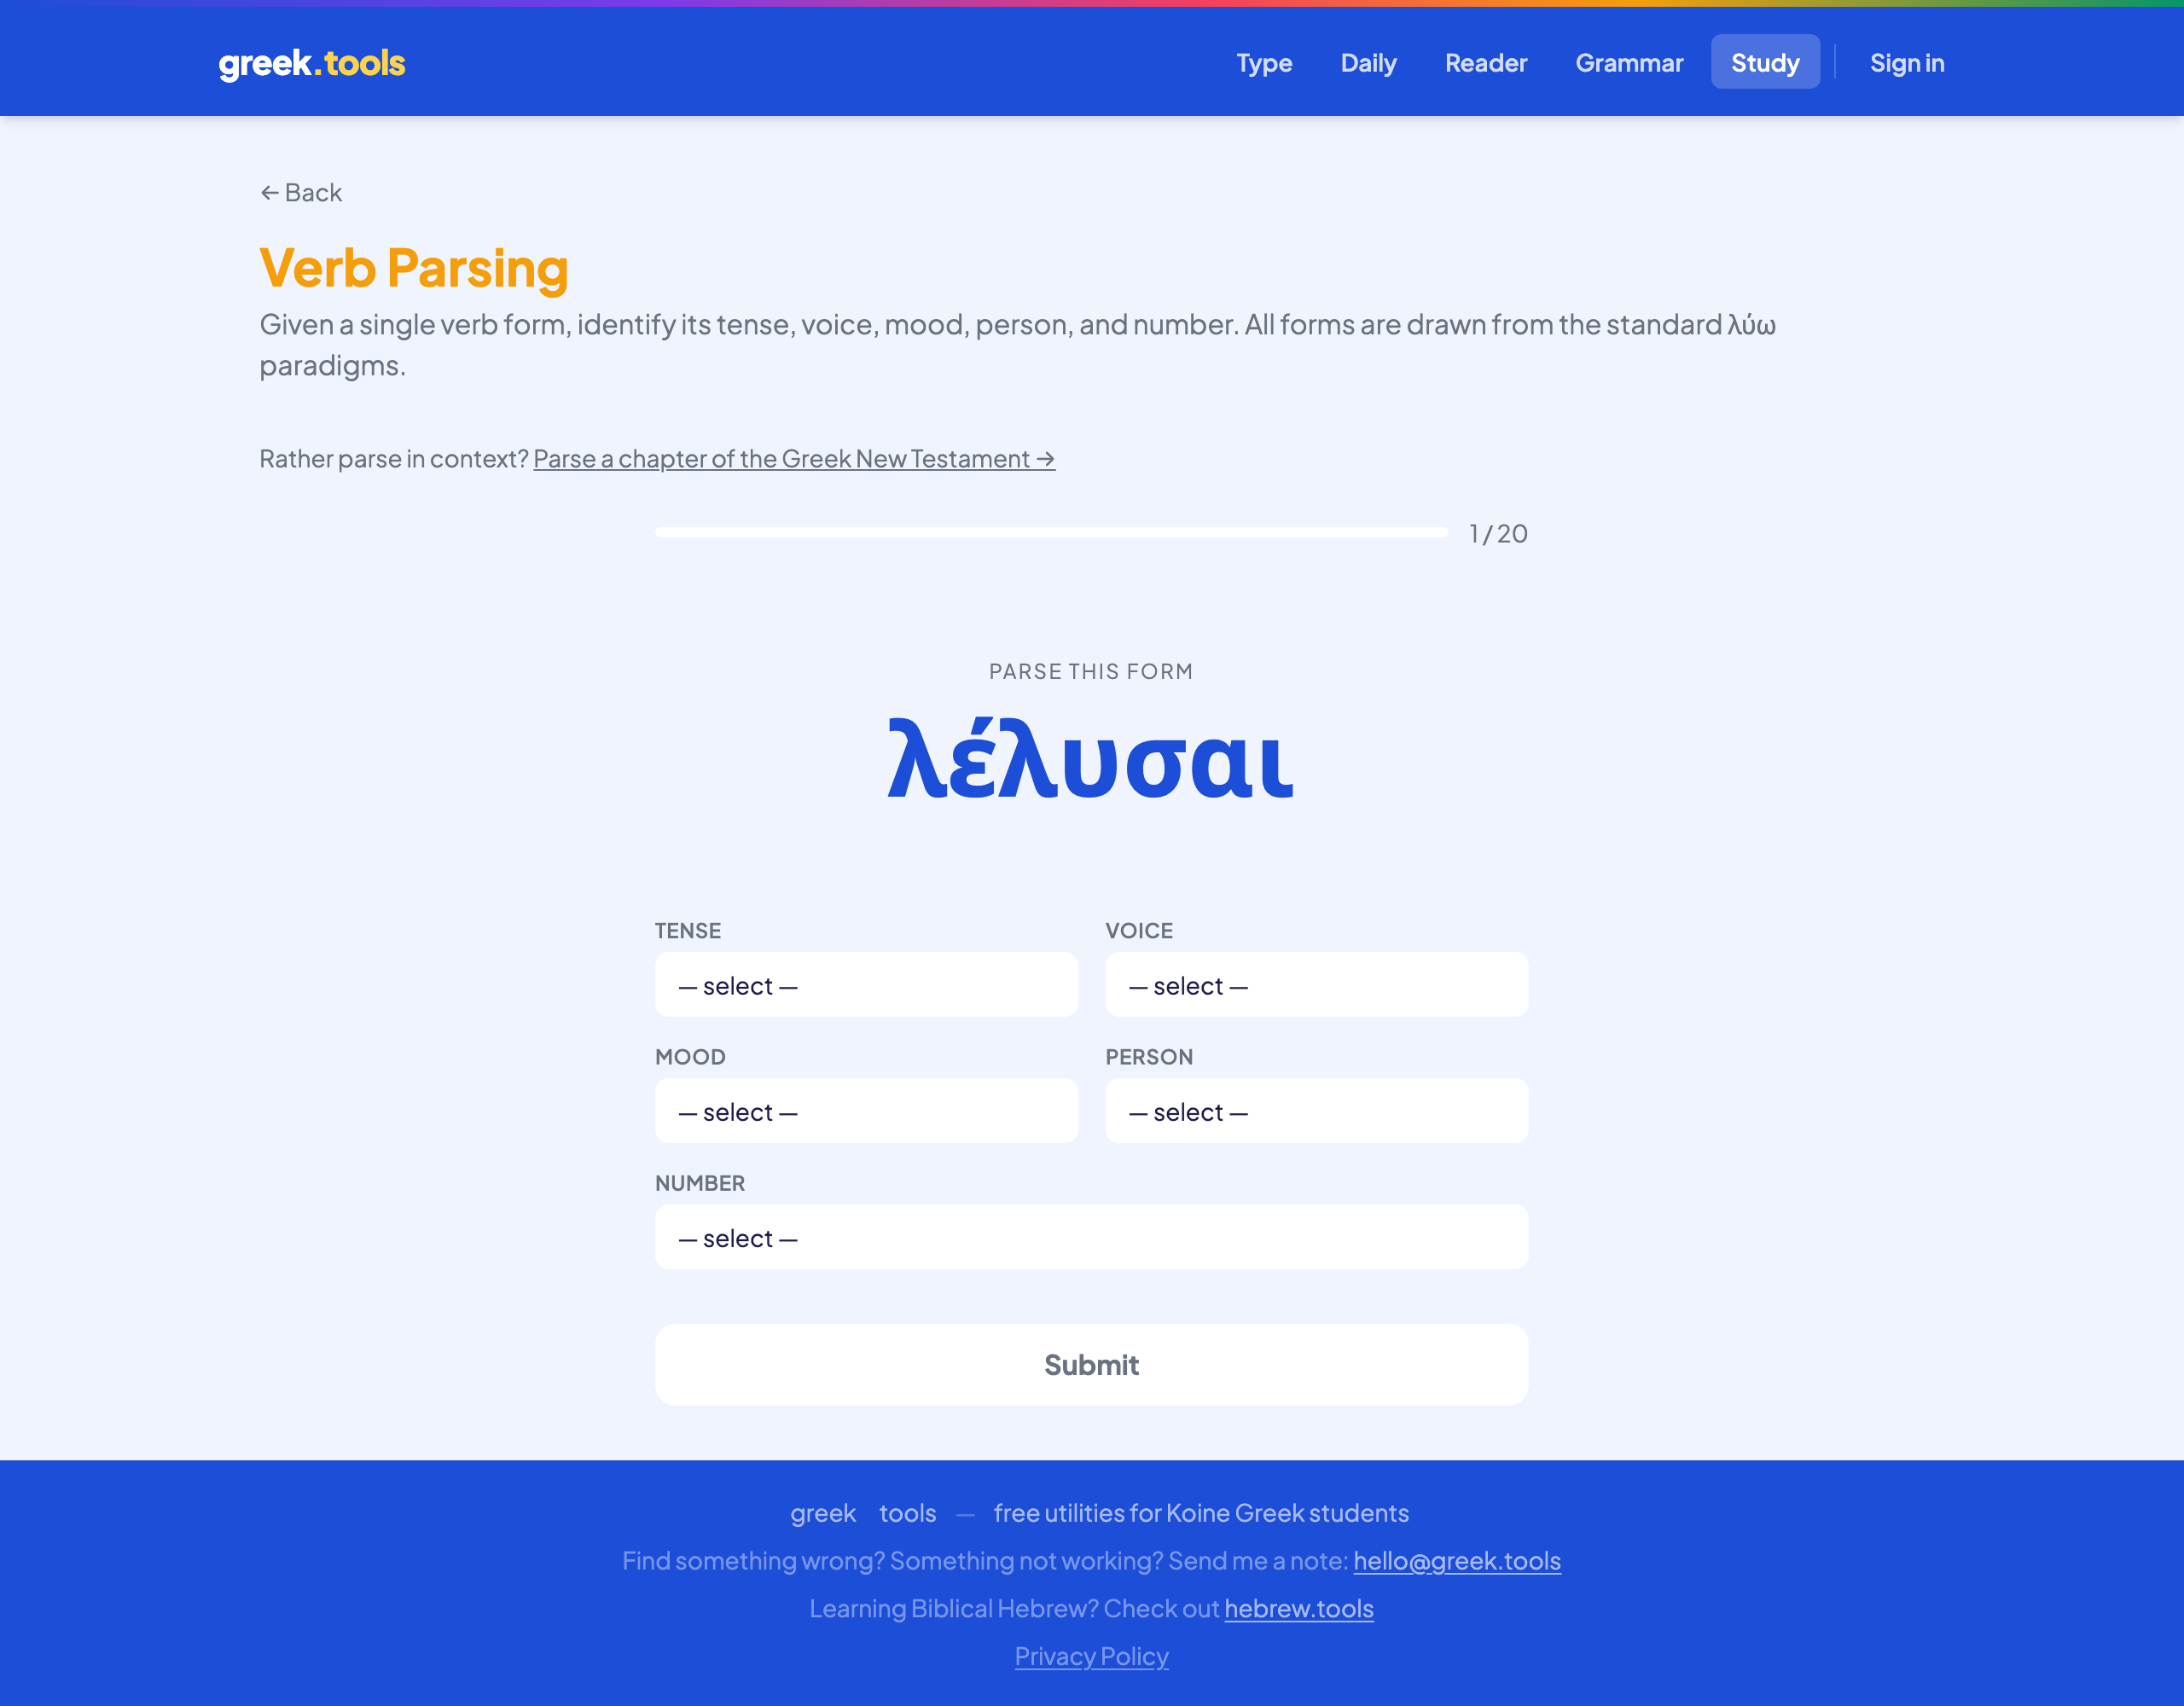 greek.tools
Type Daily Reader Grammar Study Sign in
← Back
Verb Parsing
Given a single verb form, identify its tense, voice, mood, person, and number. All forms are drawn from the standard λύω
paradigms.
Rather parse in context? Parse a chapter of the Greek New Testament →
1 / 20
PARSE THIS FORM
λέλυσαι
TENSE VOICE
— select — — select —
MOOD PERSON
— select — — select —
NUMBER
— select —
Submit
greek tools — free utilities for Koine Greek students
Find something wrong? Something not working? Send me a note: hello@greek.tools
Learning Biblical Hebrew? Check out hebrew.tools
Privacy Policy